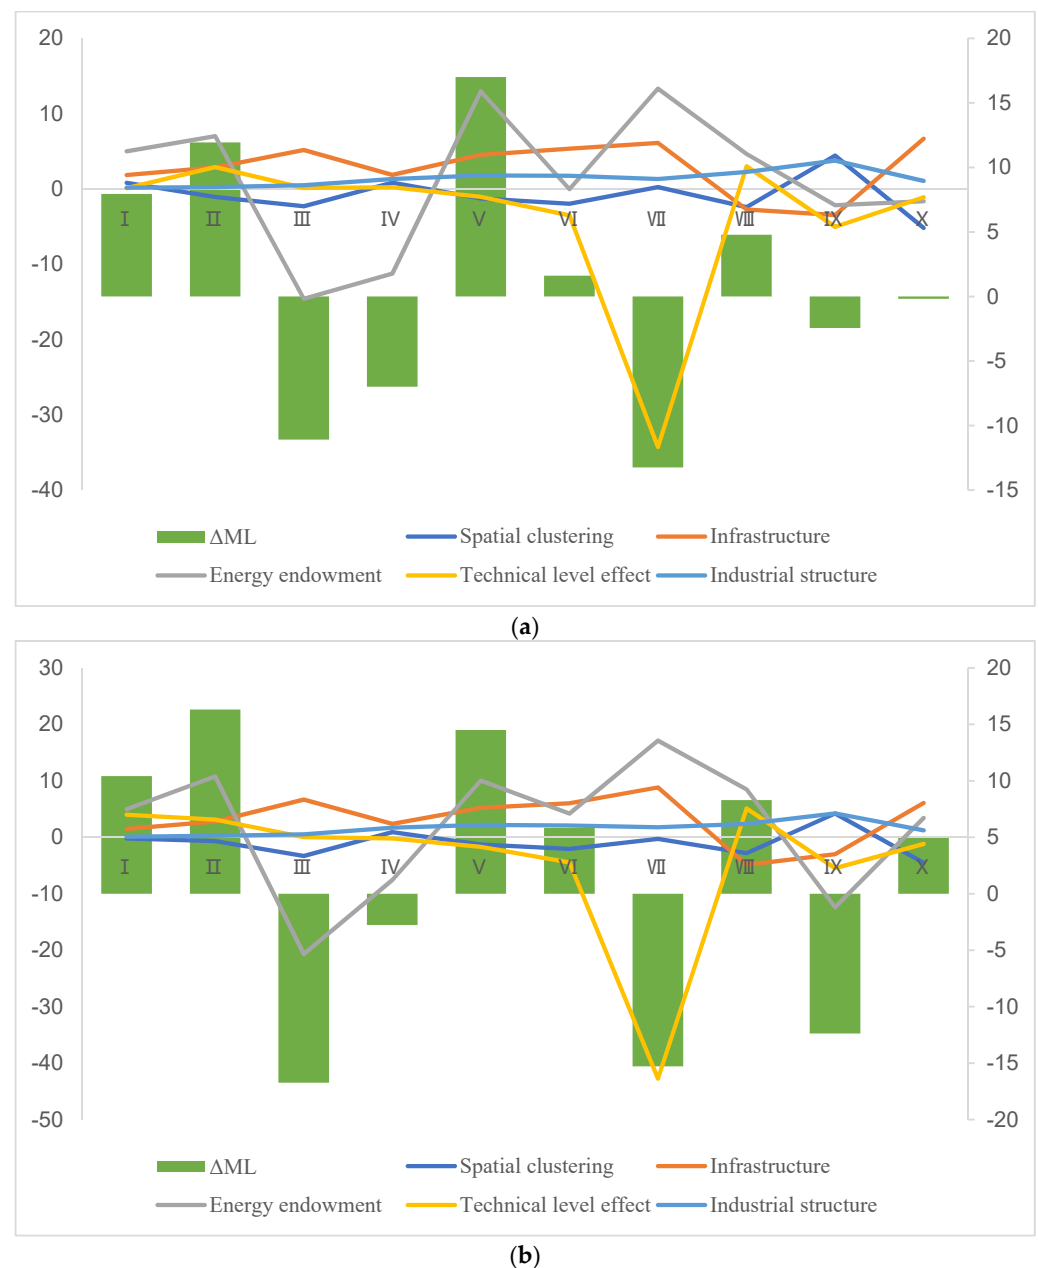 20 20
10 15
0 10
-10 5
-20 0
-30 -5
-40 -10
-15
Ⅰ Ⅱ Ⅲ Ⅳ Ⅴ Ⅵ Ⅶ Ⅷ Ⅸ Ⅹ
ΔML Spatial clustering Infrastructure
Energy endowment Technical level effect Industrial structure
(a)
30 20
20 15
10 10
0 5
Ⅰ Ⅱ Ⅲ Ⅳ Ⅴ Ⅵ Ⅶ Ⅷ Ⅸ Ⅹ
-10 0
-20 -5
-30 -10
-40 -15
-50 -20
ΔML Spatial clustering Infrastructure
Energy endowment Technical level effect Industrial structure
(b)